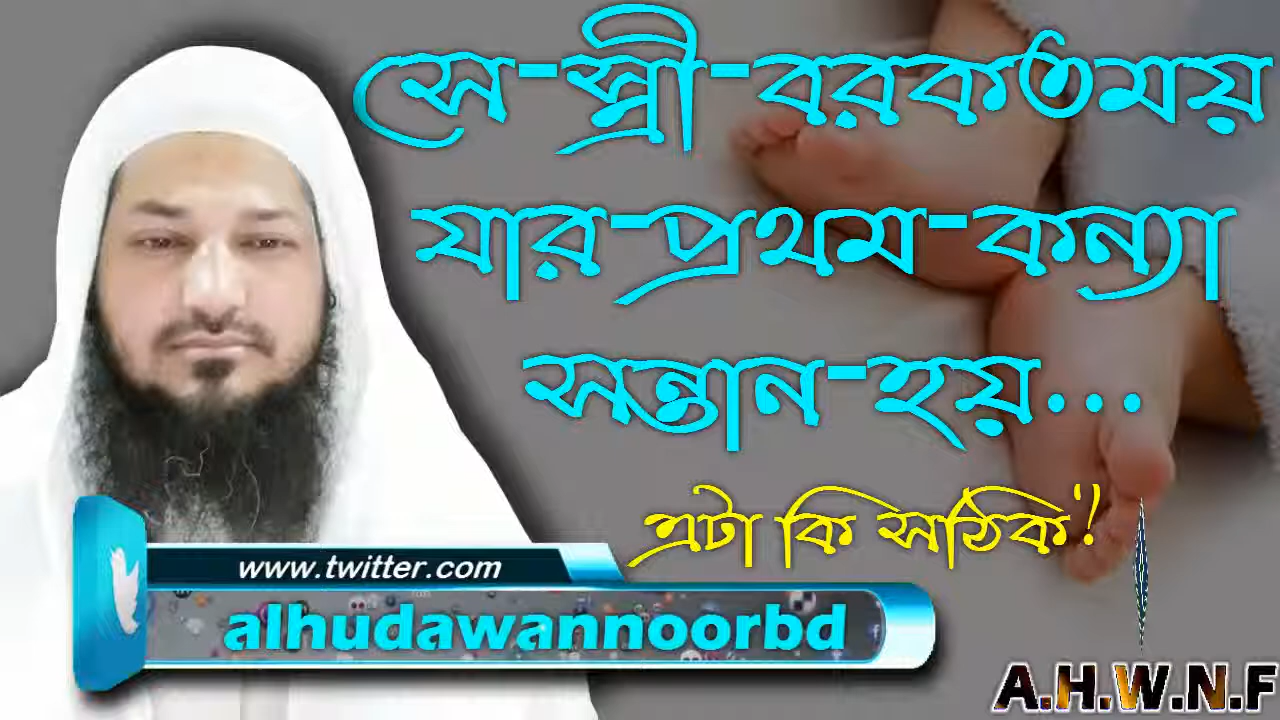 সে-স্ত্রী-বরকতময়
যার-প্রথম-কন্যা
সন্তান-হয়...
এটা কি সঠিক'!
www.twitter.com
alhudawannoorbd
A.H.W.N.F